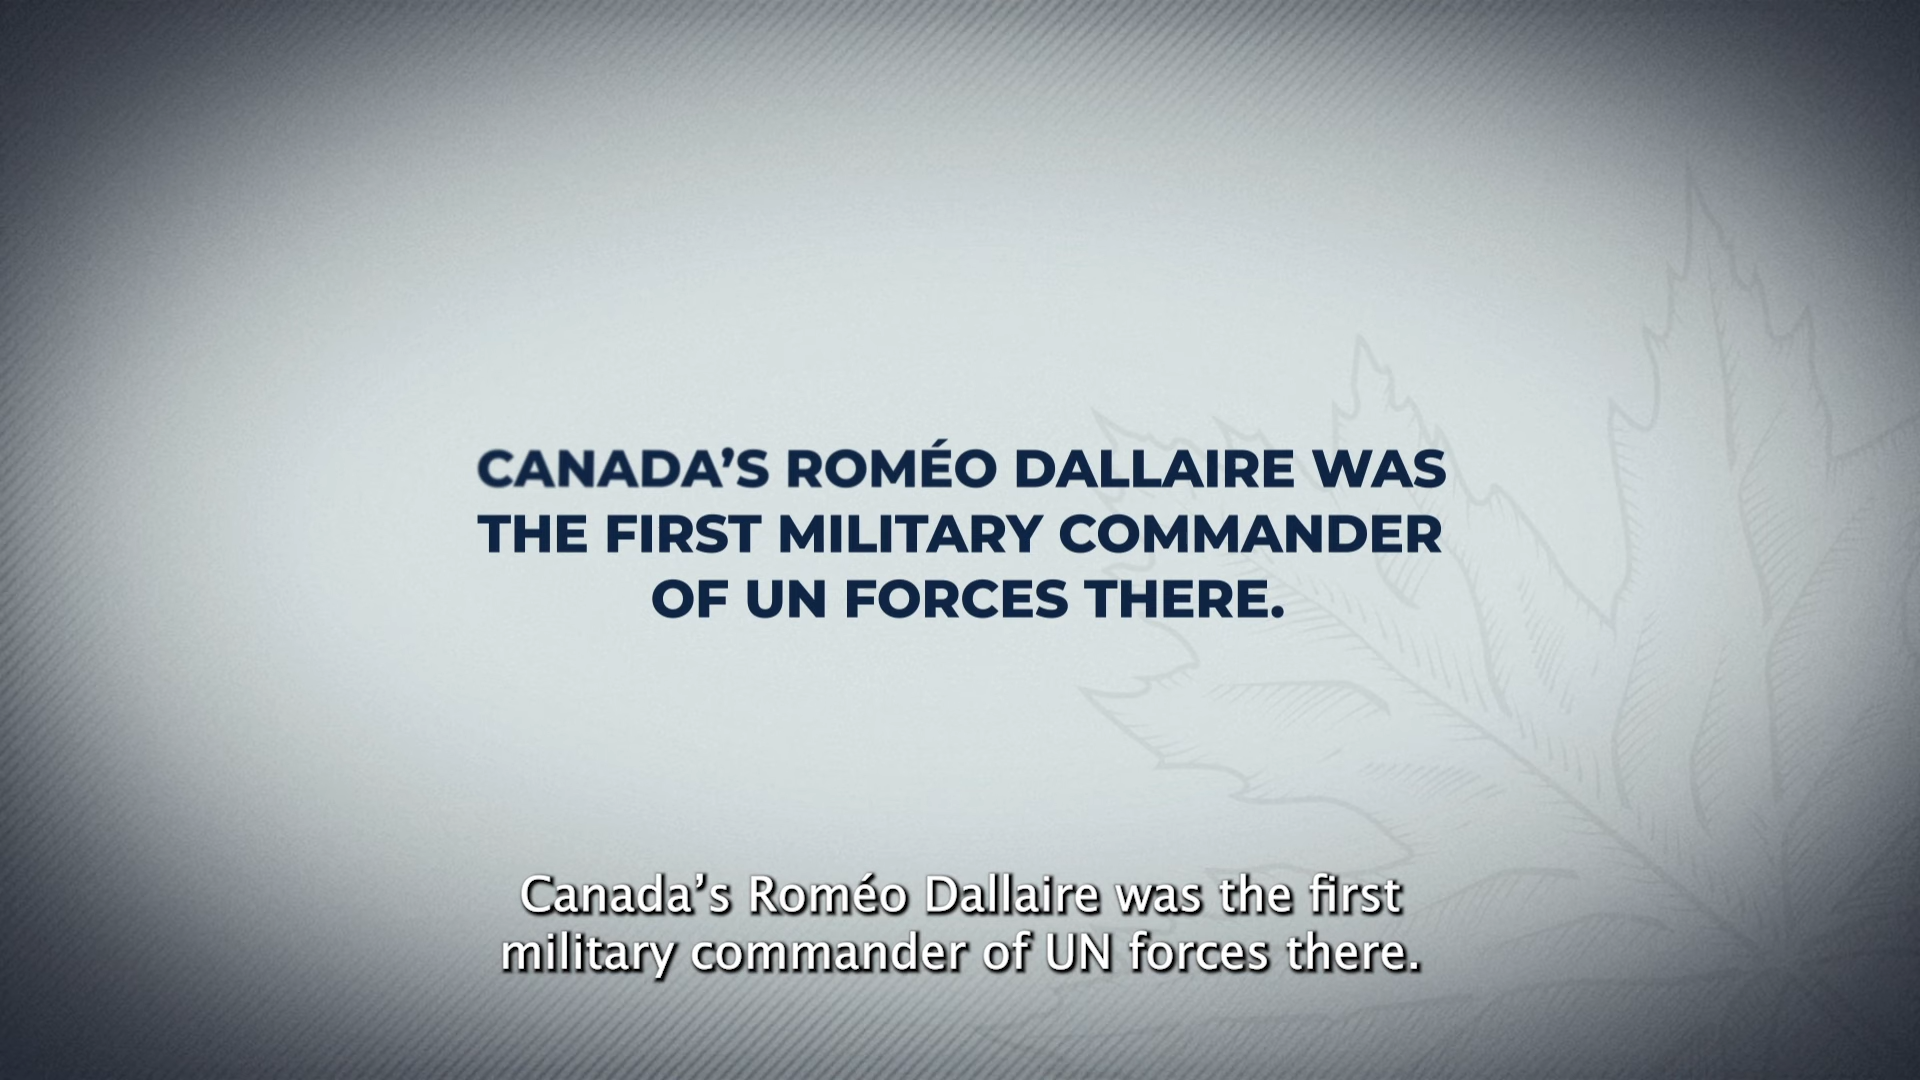 CANADA’S ROMÉO DALLAIRE WAS
THE FIRST MILITARY COMMANDER
OF UN FORCES THERE.
Canada’s Roméo Dallaire was the first
military commander of UN forces there.